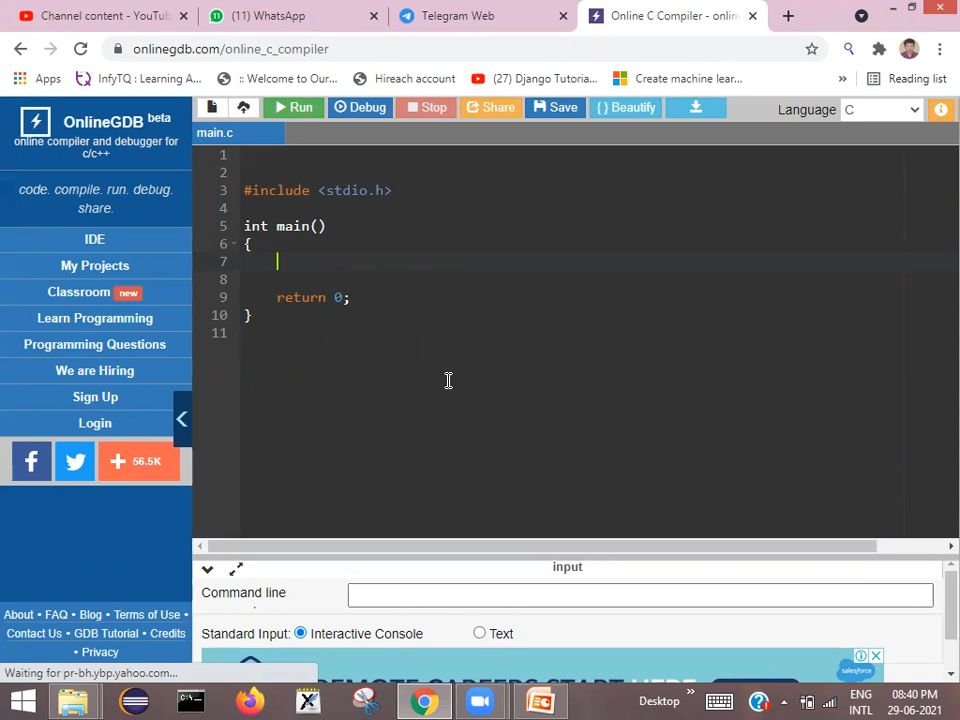 Channel content - YouTu
(11) WhatsApp
Telegram Web
Online C Compiler - onlin
onlinegdb.com/online_c_compiler
Apps
InfyTQ : Learning A...
:: Welcome to Our...
Hireach account
(27) Django Tutoria...
Create machine lear...
»
Reading list
OnlineGDB beta
online compiler and debugger for
c/c++
code. compile. run. debug.
share.
IDE
My Projects
Classroom new
Learn Programming
Programming Questions
We are Hiring
Sign Up
Login
f
+ 56.5K
About • FAQ • Blog • Terms of Use •
Contact Us • GDB Tutorial • Credits
• Privacy
Run
Debug
Stop
Share
Save
{ } Beautify
Language C
main.c
1
2
3 #include <stdio.h>
4
5 int main()
6 {
7
8
9 return 0;
10 }
11
input
Command line
Standard Input: Interactive Console Text
salesforce
Waiting for pr-bh.ybp.yahoo.com...
Desktop
»
ENG
INTL
08:40 PM
29-06-2021